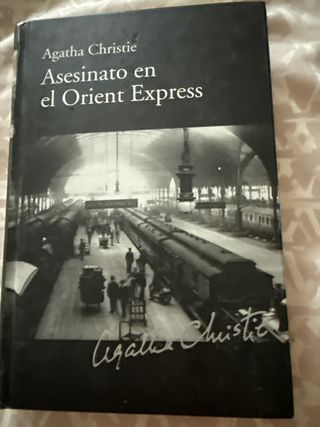 Agatha Christie
Asesinato en
el Orient Express
Agatha Christie